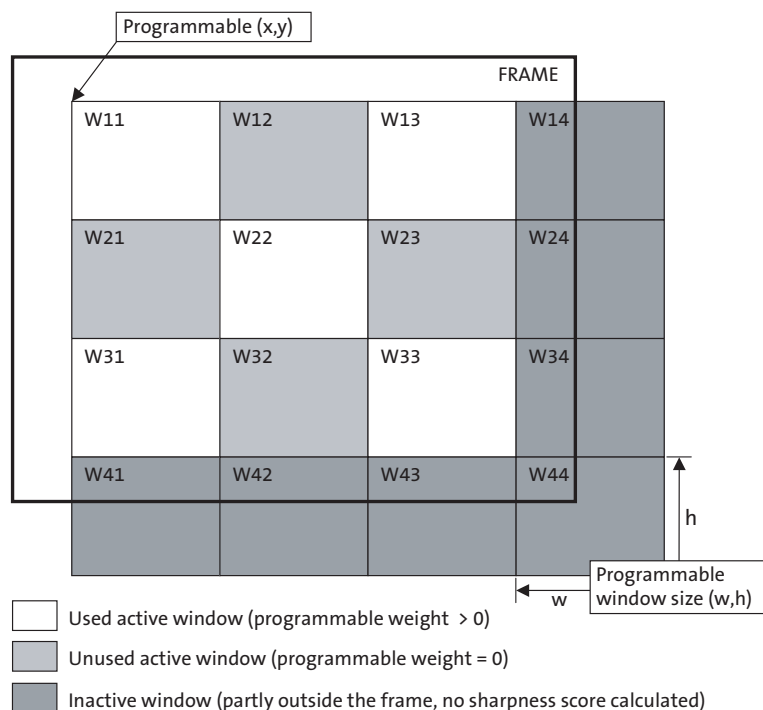 Programmable (x,y)
FRAME
W11
W12
W13
W14
W21
W22
W23
W24
W31
W32
W33
W34
W41
W42
W43
W44
h
w
Programmable
window size (w,h)
Used active window (programmable weight > 0)
Unused active window (programmable weight = 0)
Inactive window (partly outside the frame, no sharpness score calculated)